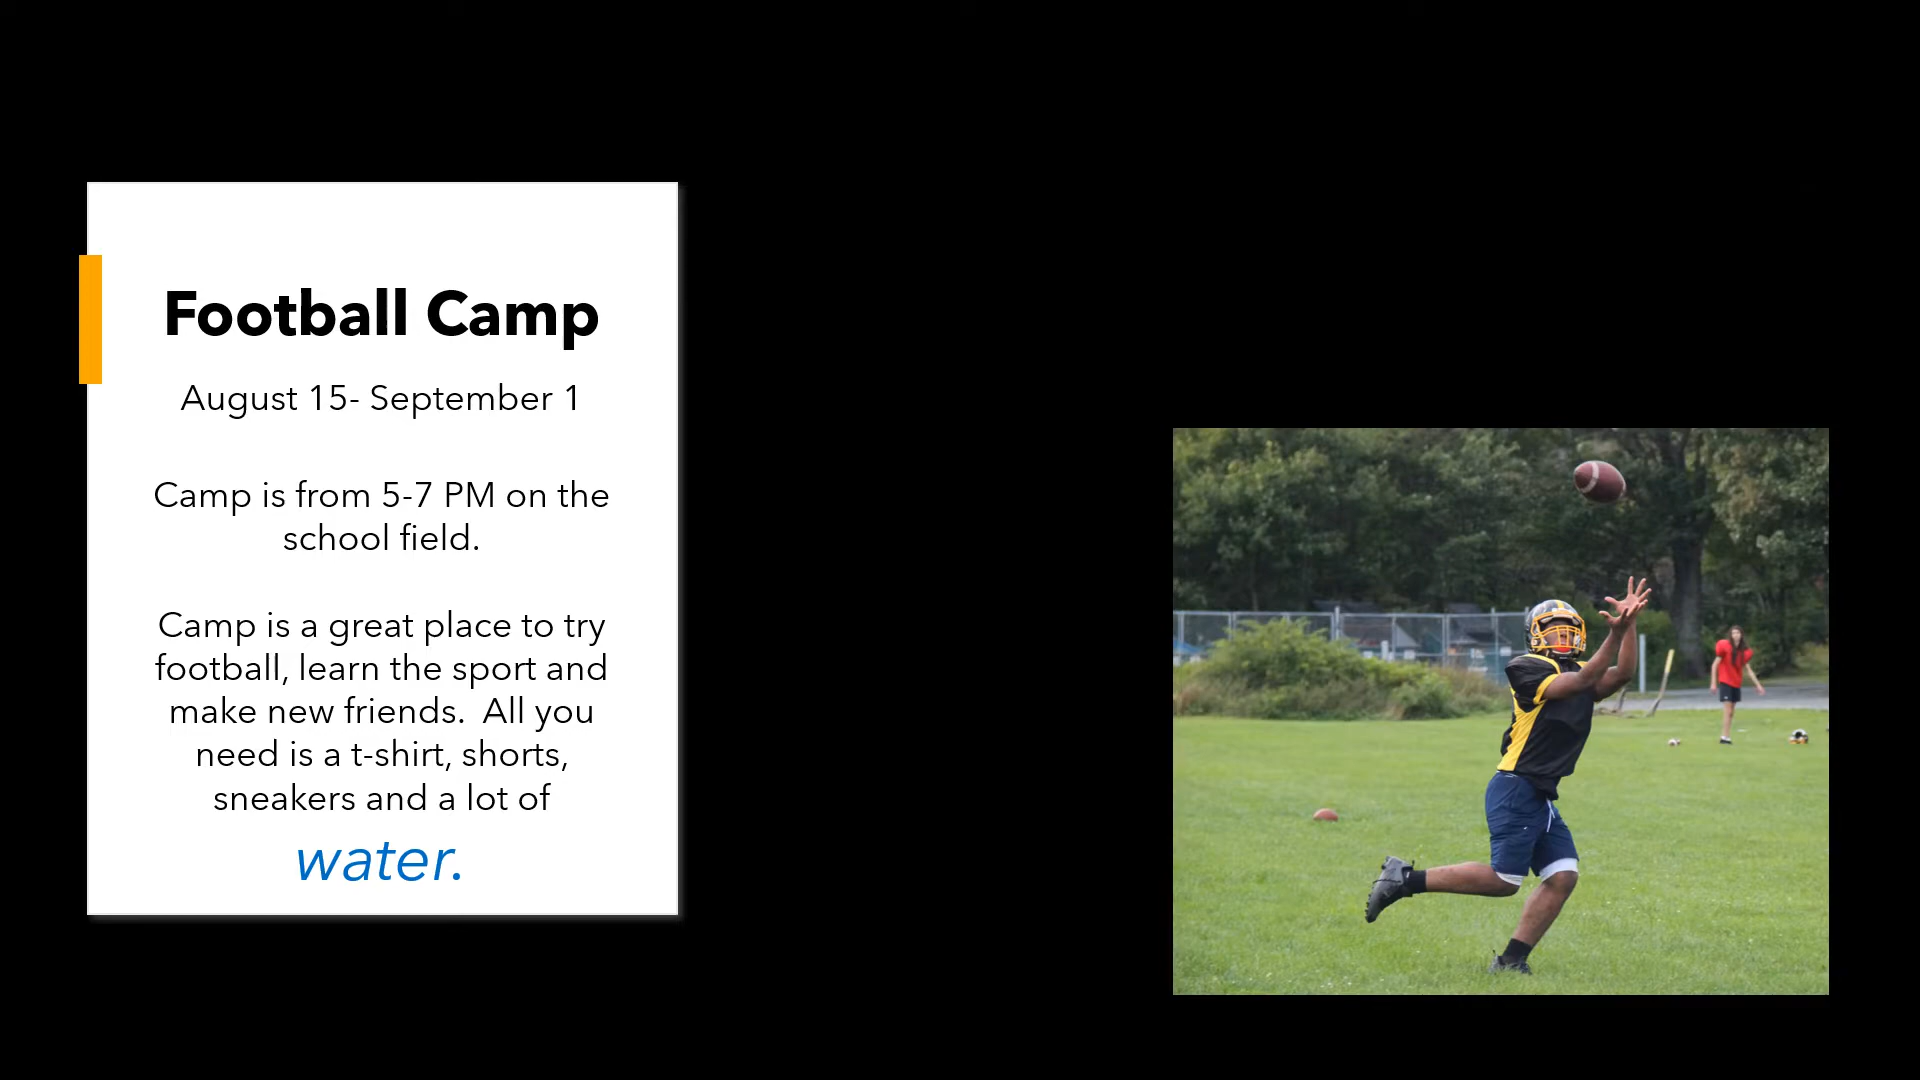 Football Camp
August 15- September 1
Camp is from 5-7 PM on the
school field.
Camp is a great place to try
football, learn the sport and
make new friends.  All you
need is a t-shirt, shorts,
sneakers and a lot of
water.